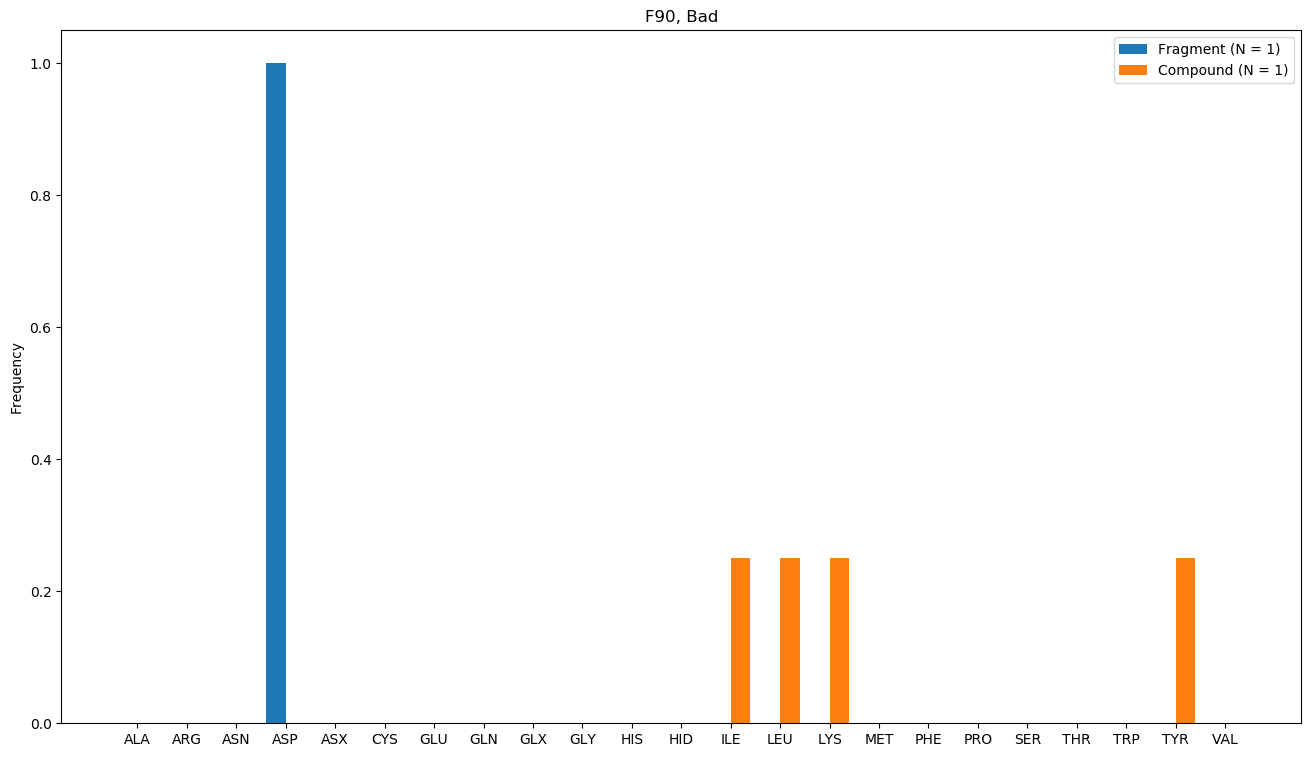 F90, Bad
Fragment (N = 1)
Compound (N = 1)
Frequency
1.0
0.8
0.6
0.4
0.2
0.0
ALA ARG ASN ASP ASX CYS GLU GLN GLX GLY HIS HID ILE LEU LYS MET PHE PRO SER THR TRP TYR VAL